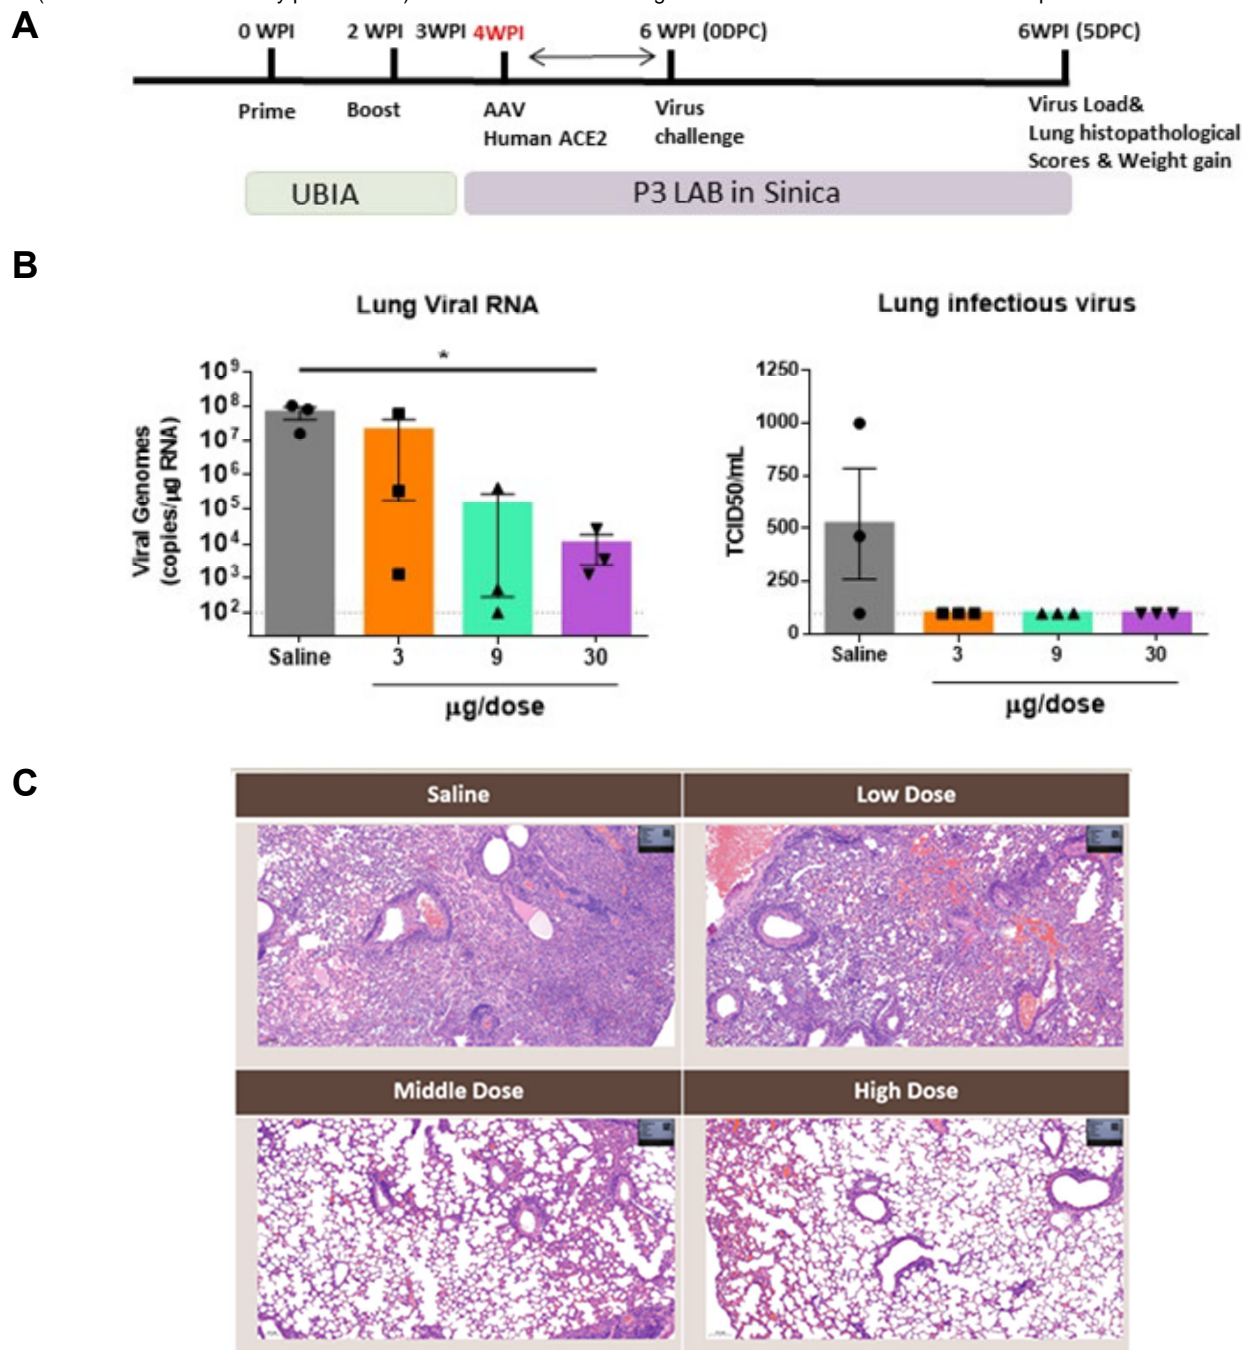 A
0 WPI 2 WPI 3WPI 4WPI 6 WPI (0DPC) 6WPI (5DPC)
Prime Boost AAV Human ACE2 Virus challenge Virus Load& Lung histopathological Scores & Weight gain
UBIA P3 LAB in Sinica
B
Lung Viral RNA
*
Viral Genomes (copies/μg RNA)
10⁹
10⁸
10⁷
10⁶
10⁵
10⁴
10³
10²
Saline 3 9 30
μg/dose
Lung infectious virus
TCID50/mL
1250
1000
750
500
250
0
Saline 3 9 30
μg/dose
C
Saline Low Dose
Middle Dose High Dose